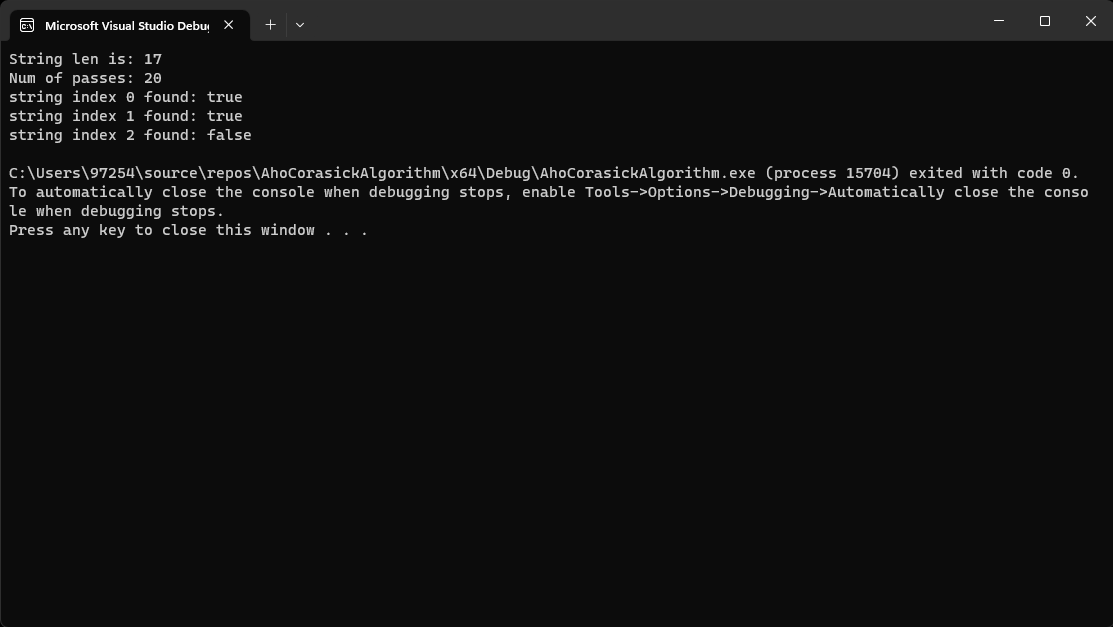 Microsoft Visual Studio Debug
String len is: 17
Num of passes: 20
string index 0 found: true
string index 1 found: true
string index 2 found: false
C:\Users\97254\source\repos\AhoCorasickAlgorithm\x64\Debug\AhoCorasickAlgorithm.exe (process 15704) exited with code 0.
To automatically close the console when debugging stops, enable Tools->Options->Debugging->Automatically close the conso
le when debugging stops.
Press any key to close this window . . .